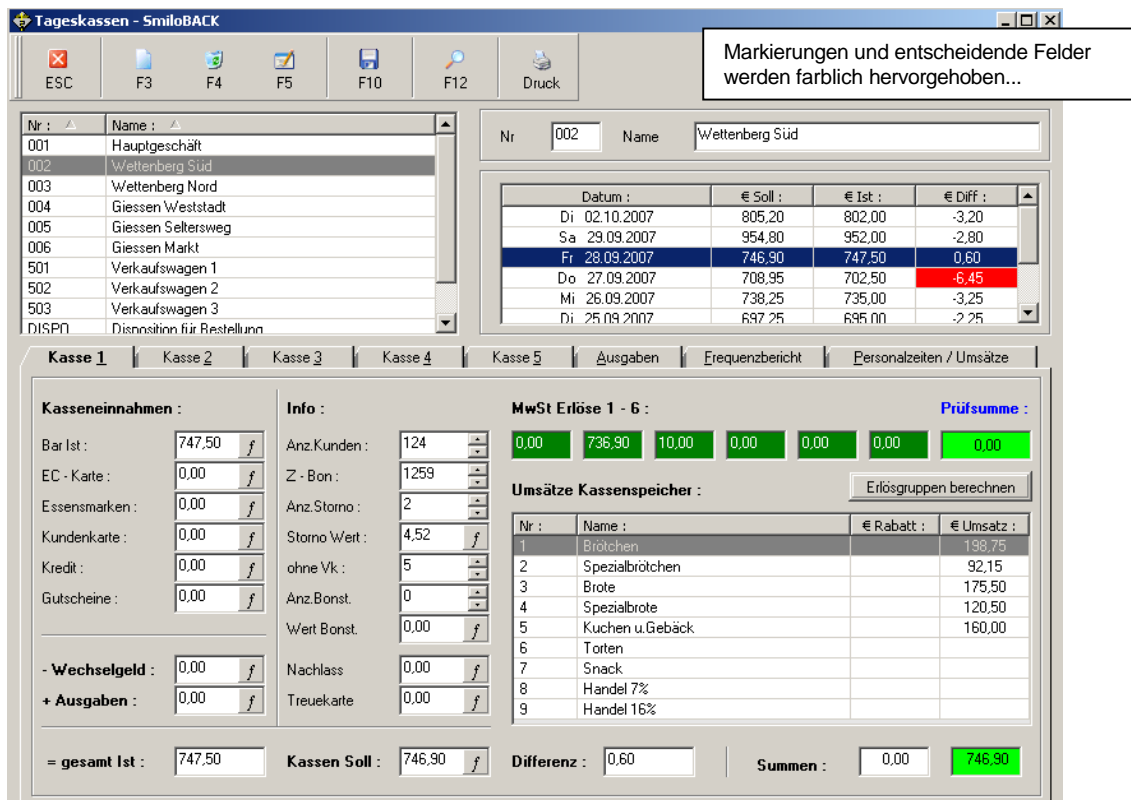 Tageskassen - SmiloBACK
ESC F3 F4 F5 F10 F12 Druck
Markierungen und entscheidende Felder
werden farblich hervorgehoben...
Nr : Name :
001 Hauptgeschäft
002 Wettenberg Süd
003 Wettenberg Nord
004 Giessen Weststadt
005 Giessen Seltersweg
006 Giessen Markt
501 Verkaufswagen 1
502 Verkaufswagen 2
503 Verkaufswagen 3
DISPO Disposition für Bestellung
Nr 002 Name Wettenberg Süd
Datum : € Soll : € Ist : € Diff :
Di 02.10.2007 805,20 802,00 -3,20
Sa 29.09.2007 954,80 952,00 -2,80
Fr 28.09.2007 746,90 747,50 0,60
Do 27.09.2007 708,95 702,50 -6,45
Mi 26.09.2007 738,25 735,00 -3,25
Di 25.09.2007 697,25 695,00 -2,25
Kasse 1 Kasse 2 Kasse 3 Kasse 4 Kasse 5 Ausgaben Frequenzbericht Personalzeiten / Umsätze
Kasseneinnahmen :
Bar Ist : 747,50 f
EC - Karte : 0,00 f
Essensmarken : 0,00 f
Kundenkarte : 0,00 f
Kredit : 0,00 f
Gutscheine : 0,00 f
- Wechselgeld : 0,00 f
+ Ausgaben : 0,00 f
= gesamt Ist : 747,50
Info :
Anz.Kunden : 124
Z - Bon : 1259
Anz.Storno : 2
Storno Wert : 4,52 f
ohne Vk : 5
Anz.Bonst. 0
Wert Bonst. 0,00 f
Nachlass 0,00 f
Treuekarte 0,00 f
Kassen Soll : 746,90 f
MwSt Erlöse 1 - 6 : Prüfsumme :
0,00 736,90 10,00 0,00 0,00 0,00 0,00
Umsätze Kassenspeicher : Erlösgruppen berechnen
Nr : Name : € Rabatt : € Umsatz :
1 Brötchen 198,75
2 Spezialbrötchen 92,15
3 Brote 175,50
4 Spezialbrote 120,50
5 Kuchen u.Gebäck 160,00
6 Torten
7 Snack
8 Handel 7%
9 Handel 16%
Differenz : 0,60 Summen : 0,00 746,90